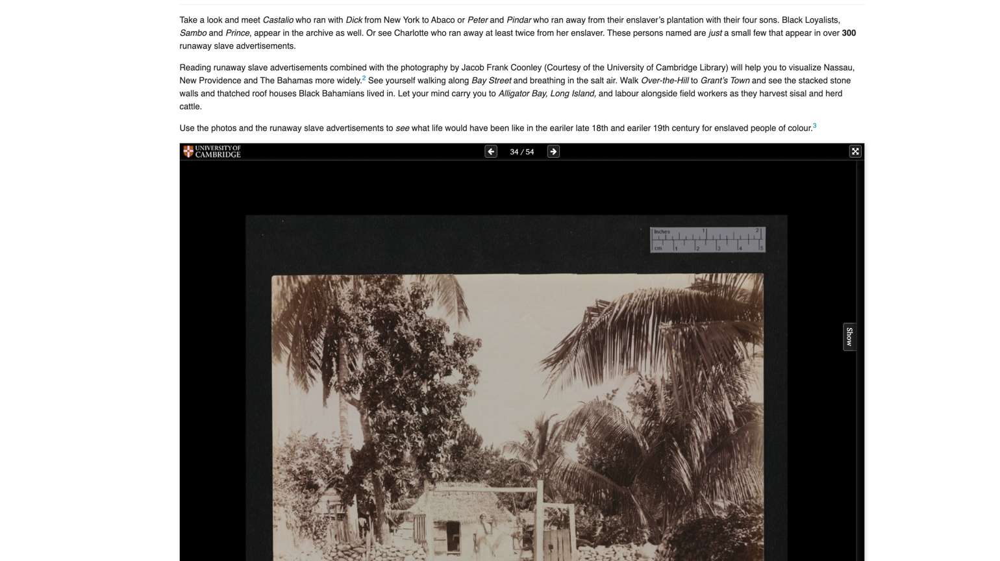 Take a look and meet Castalio who ran with Dick from New York to Abaco or Peter and Pindar who ran away from their enslaver’s plantation with their four sons. Black Loyalists,
Sambo and Prince, appear in the archive as well. Or see Charlotte who ran away at least twice from her enslaver. These persons named are just a small few that appear in over 300
runaway slave advertisements.
Reading runaway slave advertisements combined with the photography by Jacob Frank Coonley (Courtesy of the University of Cambridge Library) will help you to visualize Nassau,
New Providence and The Bahamas more widely.2 See yourself walking along Bay Street and breathing in the salt air. Walk Over-the-Hill to Grant’s Town and see the stacked stone
walls and thatched roof houses Black Bahamians lived in. Let your mind carry you to Alligator Bay, Long Island, and labour alongside field workers as they harvest sisal and herd
cattle.
Use the photos and the runaway slave advertisements to see what life would have been like in the eariler late 18th and eariler 19th century for enslaved people of colour.3
UNIVERSITY OF
CAMBRIDGE
34 / 54
Inches 1 2
cm 1 2 3 4 5
Show